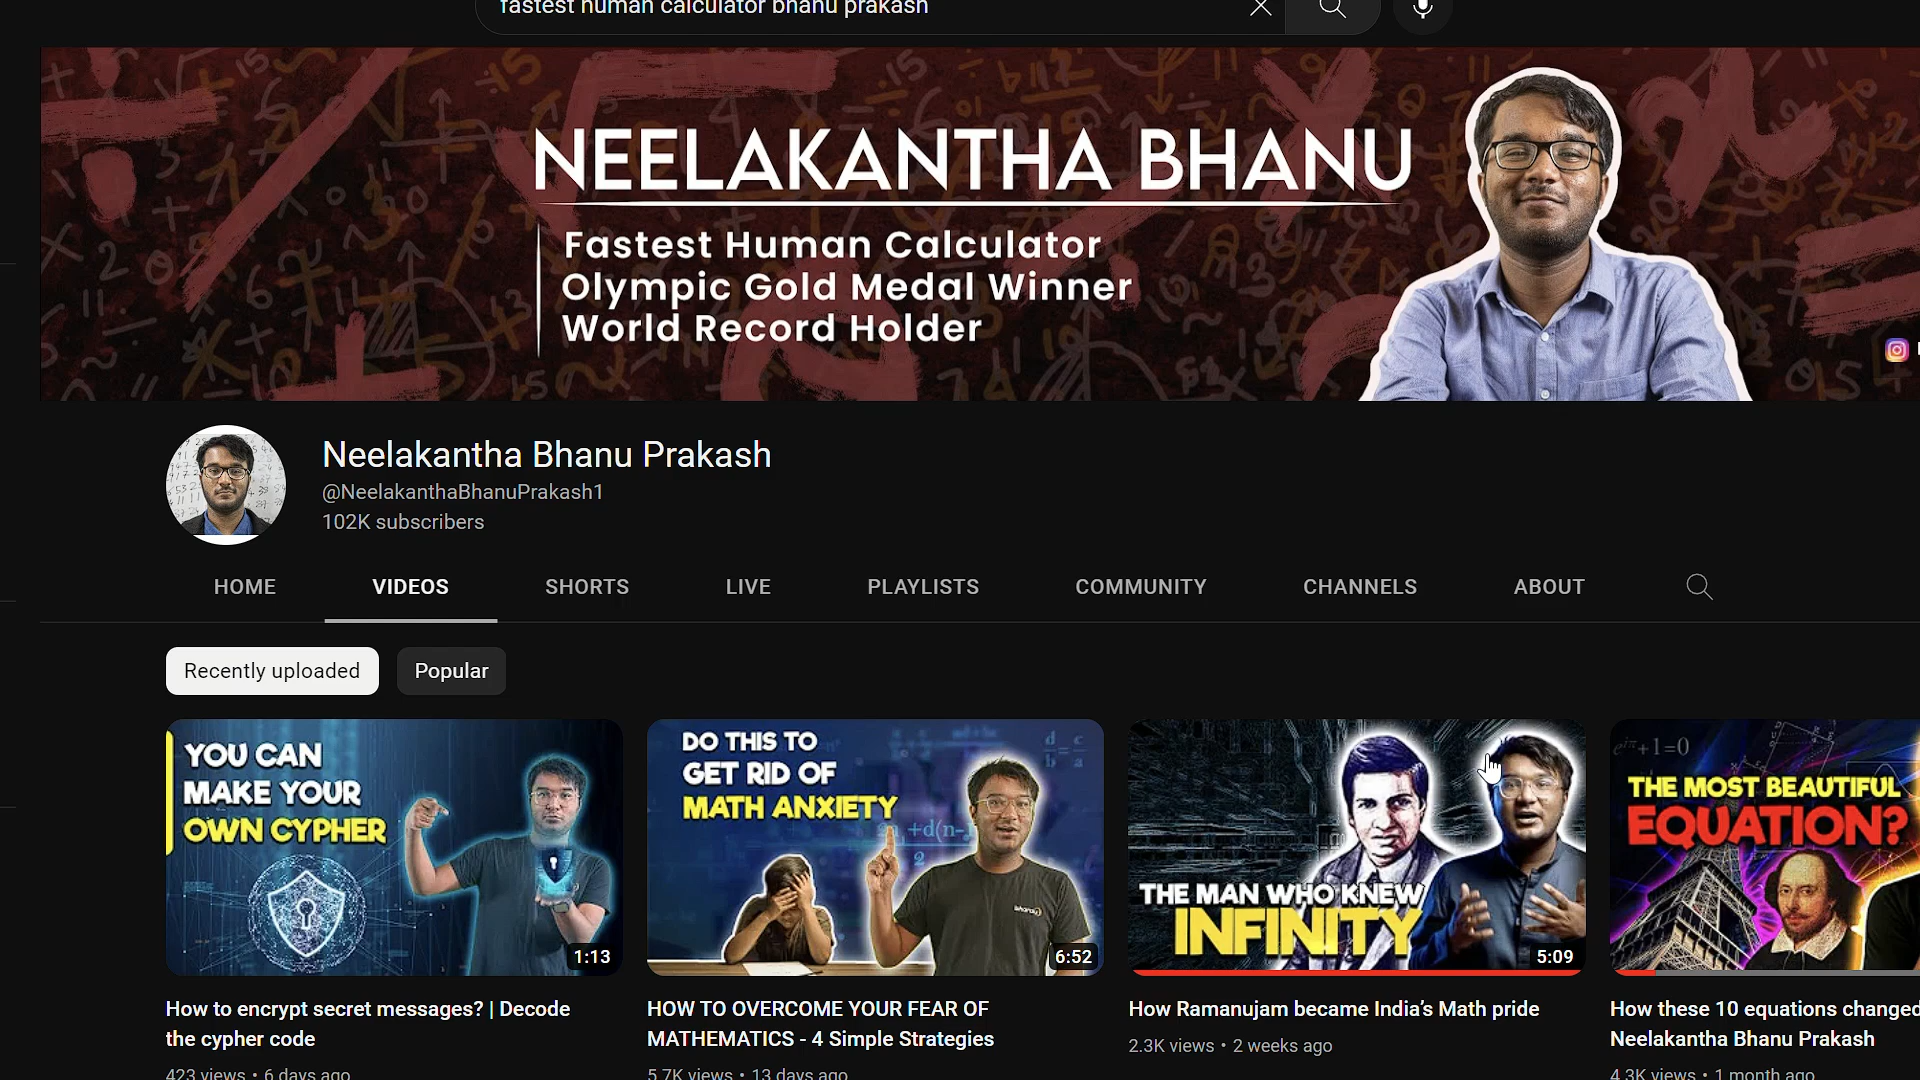 fastest human calculator bhanu prakash
NEELAKANTHA BHANU
Fastest Human Calculator
Olympic Gold Medal Winner
World Record Holder
Neelakantha Bhanu Prakash
@NeelakanthaBhanuPrakash1
102K subscribers
HOME VIDEOS SHORTS LIVE PLAYLISTS COMMUNITY CHANNELS ABOUT
Recently uploaded Popular
YOU CAN
MAKE YOUR
OWN CYPHER
1:13
DO THIS TO
GET RID OF
MATH ANXIETY
6:52
THE MAN WHO KNEW
INFINITY
5:09
THE MOST BEAUTIFUL
EQUATION?
How to encrypt secret messages? | Decode
the cypher code
423 views • 6 days ago
HOW TO OVERCOME YOUR FEAR OF
MATHEMATICS - 4 Simple Strategies
5.7K views • 13 days ago
How Ramanujam became India’s Math pride
2.3K views • 2 weeks ago
How these 10 equations changed
Neelakantha Bhanu Prakash
4.3K views • 1 month ago